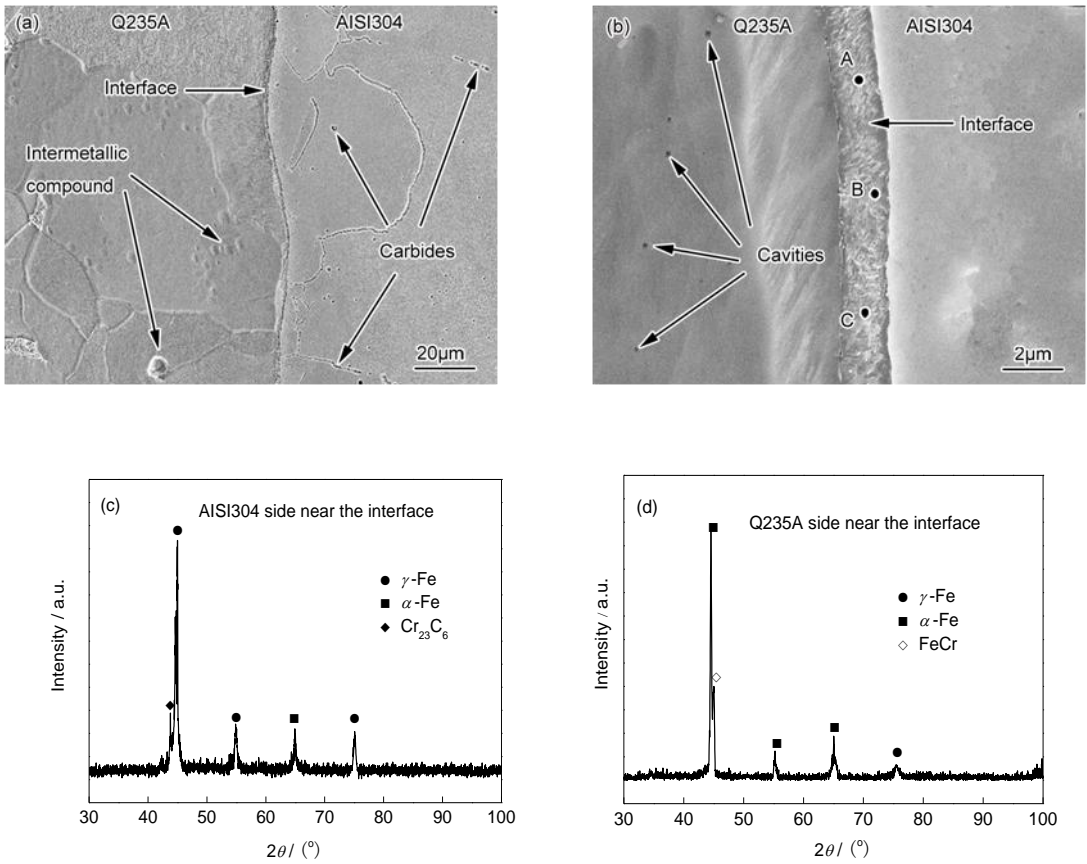 (a) Q235A AISI304
Interface
Intermetallic
compound
Carbides
20μm
(b) Q235A AISI304
A
Interface
B
Cavities
C
2μm
(c)
AISI304 side near the interface
γ-Fe
α-Fe
Cr23C6
Intensity / a.u.
30 40 50 60 70 80 90 100
2θ / (°)
(d)
Q235A side near the interface
γ-Fe
α-Fe
FeCr
Intensity / a.u.
30 40 50 60 70 80 90 100
2θ / (°)